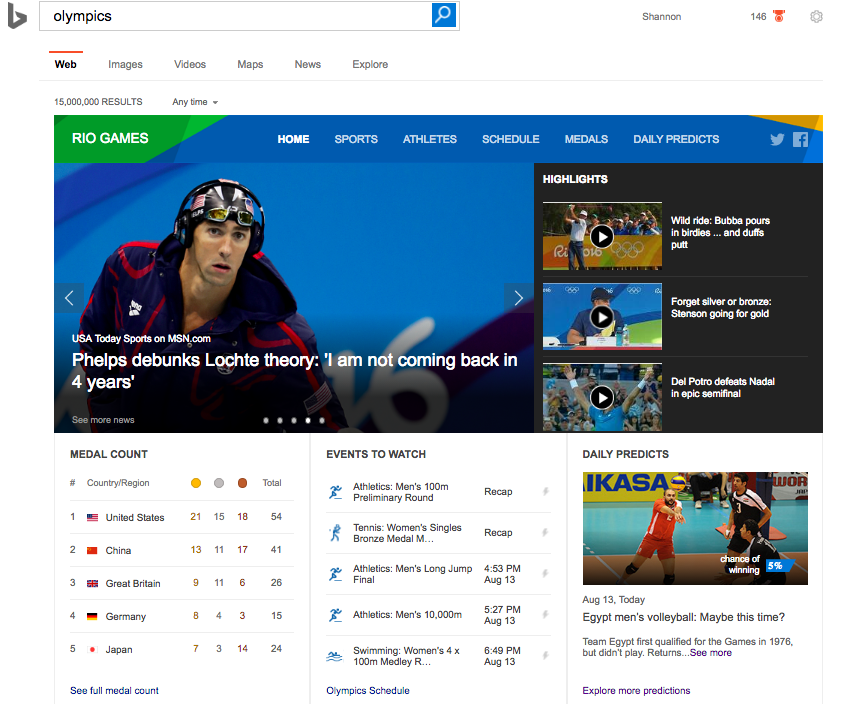 olympics
Shannon
146
Web
Images
Videos
Maps
News
Explore
15,000,000 RESULTS
Any time
RIO GAMES
HOME
SPORTS
ATHLETES
SCHEDULE
MEDALS
DAILY PREDICTS
USA Today Sports on MSN.com
Phelps debunks Lochte theory: 'I am not coming back in
4 years'
See more news
HIGHLIGHTS
Wild ride: Bubba pours
in birdies ... and duffs
putt
Forget silver or bronze:
Stenson going for gold
Del Potro defeats Nadal
in epic semifinal
MEDAL COUNT
# Country/Region Total
1 United States 21 15 18 54
2 China 13 11 17 41
3 Great Britain 9 11 6 26
4 Germany 8 4 3 15
5 Japan 7 3 14 24
See full medal count
EVENTS TO WATCH
Athletics: Men's 100m
Preliminary Round
Recap
Tennis: Women's Singles
Bronze Medal M...
Recap
Athletics: Men's Long Jump
Final
4:53 PM
Aug 13
Athletics: Men's 10,000m
5:27 PM
Aug 13
Swimming: Women's 4 x
100m Medley R...
6:49 PM
Aug 13
Olympics Schedule
DAILY PREDICTS
IKASA
chance of
winning
5%
Aug 13, Today
Egypt men's volleyball: Maybe this time?
Team Egypt first qualified for the Games in 1976,
but didn't play. Returns...See more
Explore more predictions